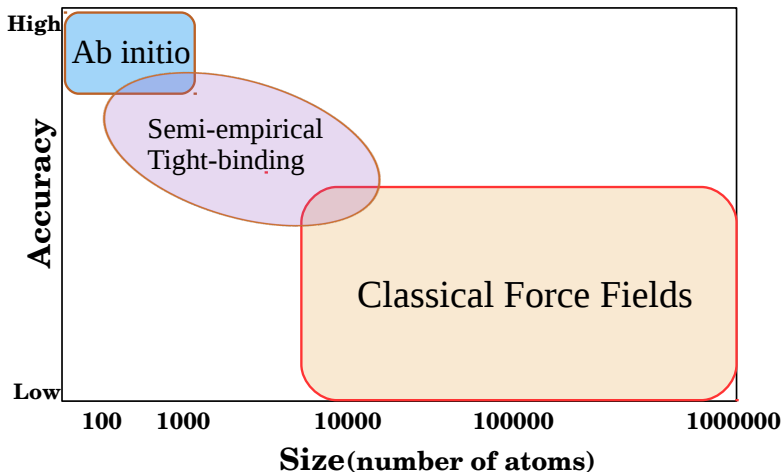 High
Ab initio
Semi-empirical
Tight-binding
Accuracy
Classical Force Fields
Low
100 1000 10000 100000 1000000
Size(number of atoms)